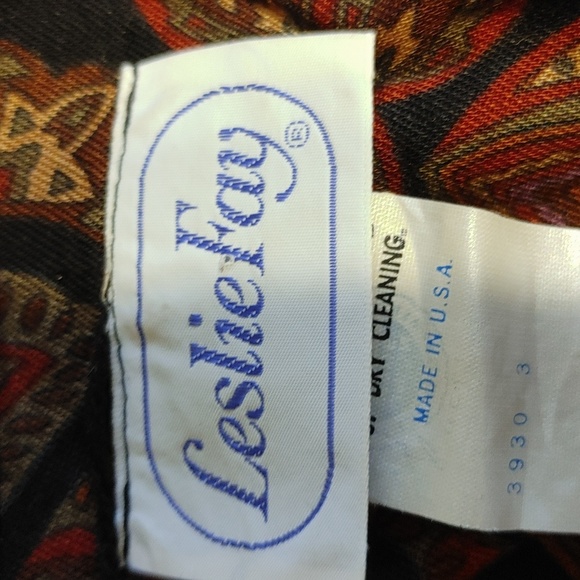 Leslie Fay ®
DRY CLEANING.
MADE IN U.S.A.
3930 3